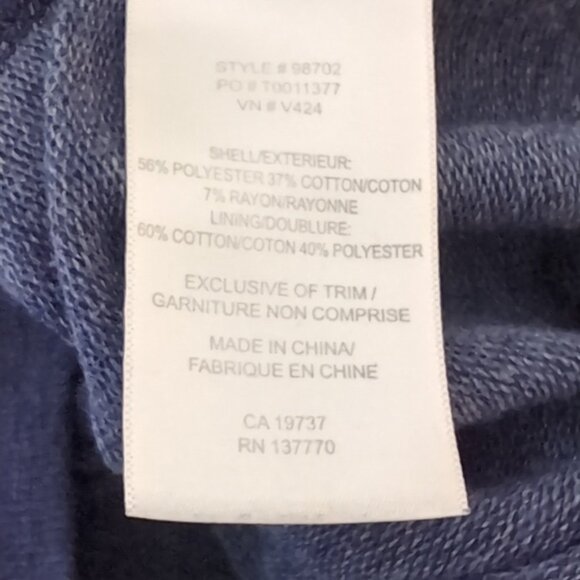 STYLE # 98702
PO # T0011377
VN # V424
SHELL/EXTERIEUR:
56% POLYESTER 37% COTTON/COTON
7% RAYON/RAYONNE
LINING/DOUBLURE:
60% COTTON/COTON 40% POLYESTER
EXCLUSIVE OF TRIM /
GARNITURE NON COMPRISE
MADE IN CHINA/
FABRIQUE EN CHINE
CA 19737
RN 137770